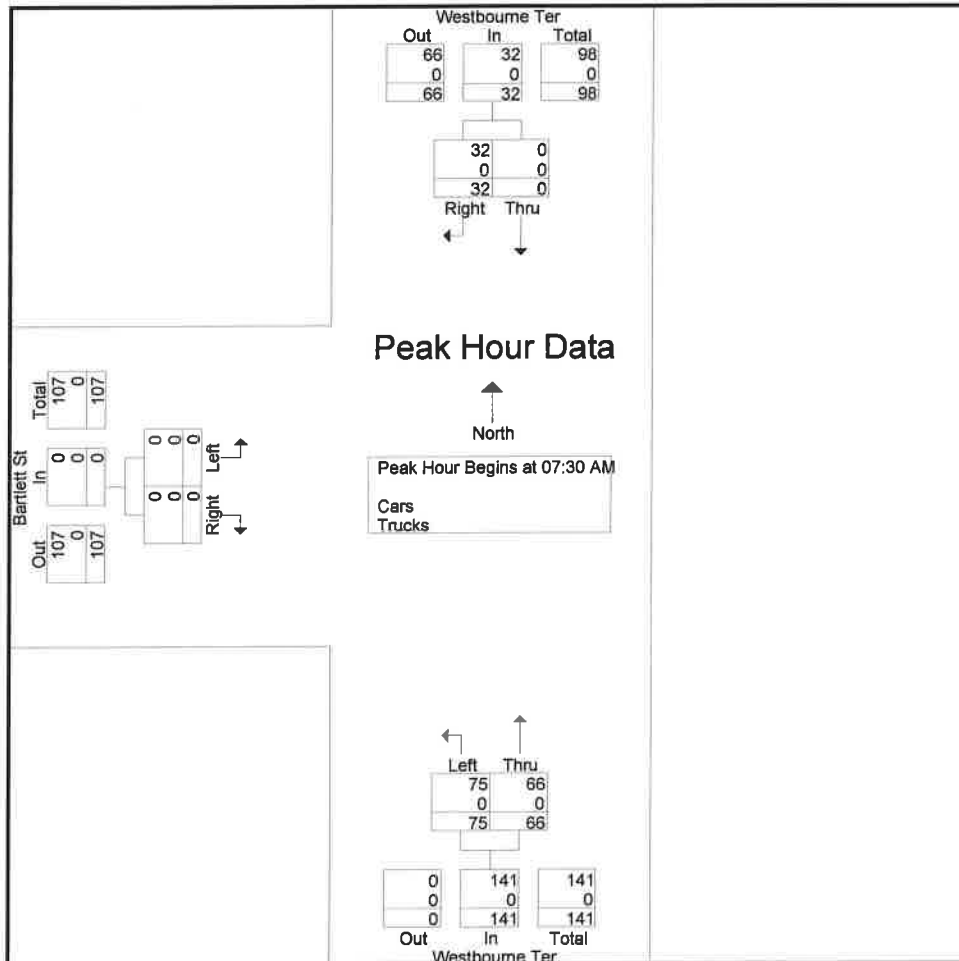 Westbourne Ter
Out In Total
66 32 98
0 0 0
66 32 98
32 0
0 0
32 0
Right Thru
Peak Hour Data
North
Peak Hour Begins at 07:30 AM
Cars
Trucks
Bartlett St
Out In Total
107 0 107
0 0 0
107 0 107
Right Left
0 0
0 0
0 0
Left Thru
75 66
0 0
75 66
0 141 141
0 0 0
0 141 141
Out In Total
Westbourne Ter